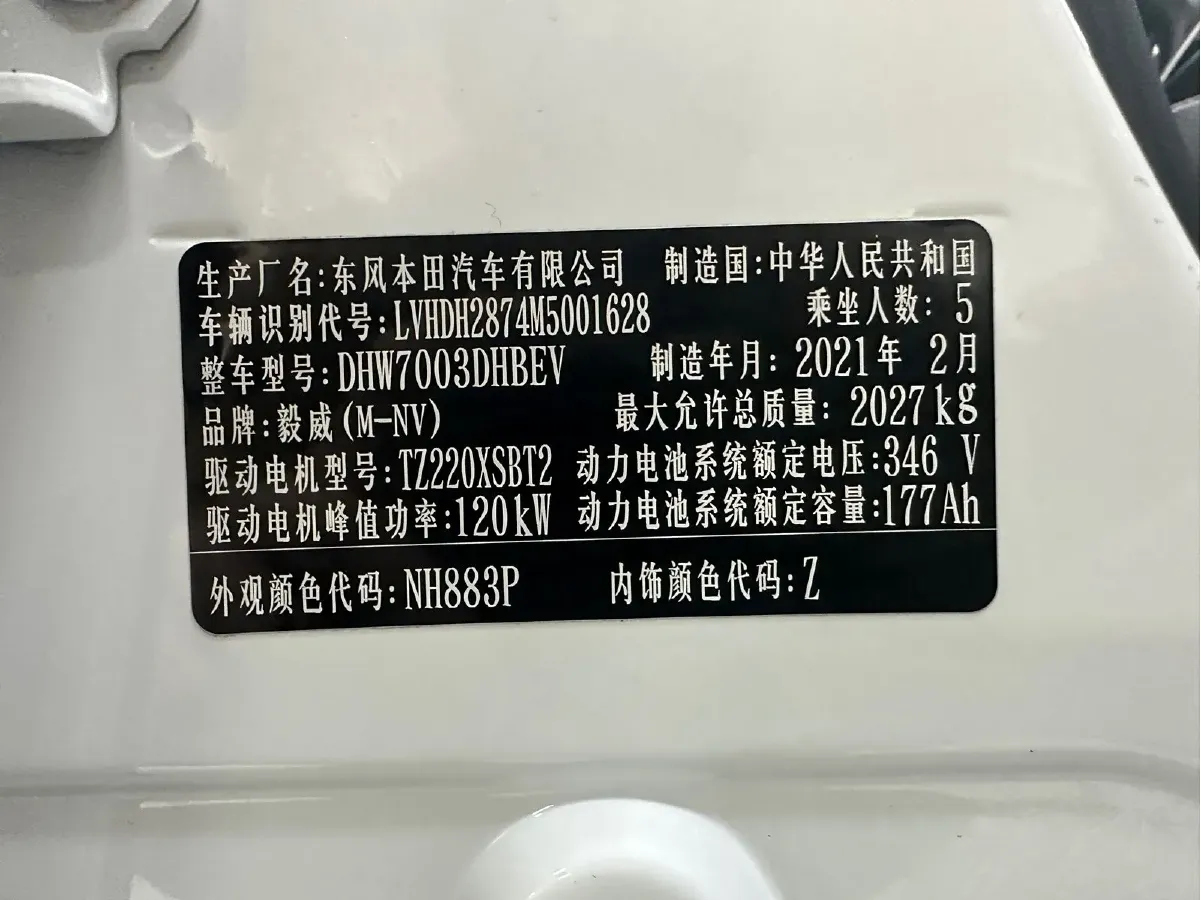 生产厂名:东风本田汽车有限公司 制造国:中华人民共和国
车辆识别代号:LVHDH2874M5001628 乘坐人数: 5
整车型号:DHW7003DHBEV 制造年月: 2021年 2月
品牌:毅威(M-NV) 最大允许总质量: 2027kg
驱动电机型号:TZ220XSBT2 动力电池系统额定电压:346 V
驱动电机峰值功率:120kW 动力电池系统额定容量:177Ah
外观颜色代码:NH883P 内饰颜色代码:Z